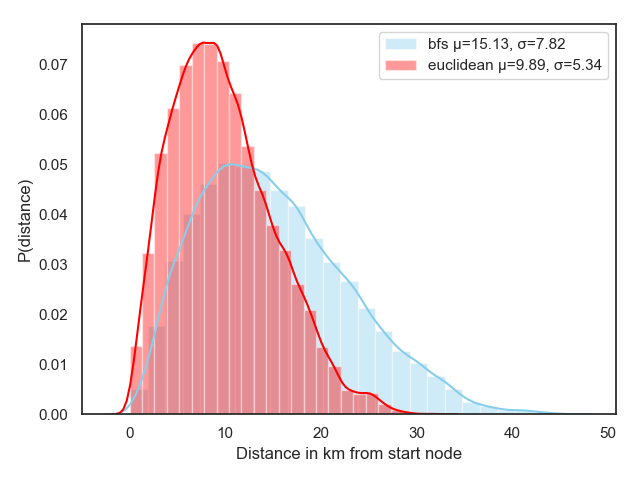 bfs μ=15.13, σ=7.82
euclidean μ=9.89, σ=5.34
P(distance)
0.07
0.06
0.05
0.04
0.03
0.02
0.01
0.00
0 10 20 30 40 50
Distance in km from start node